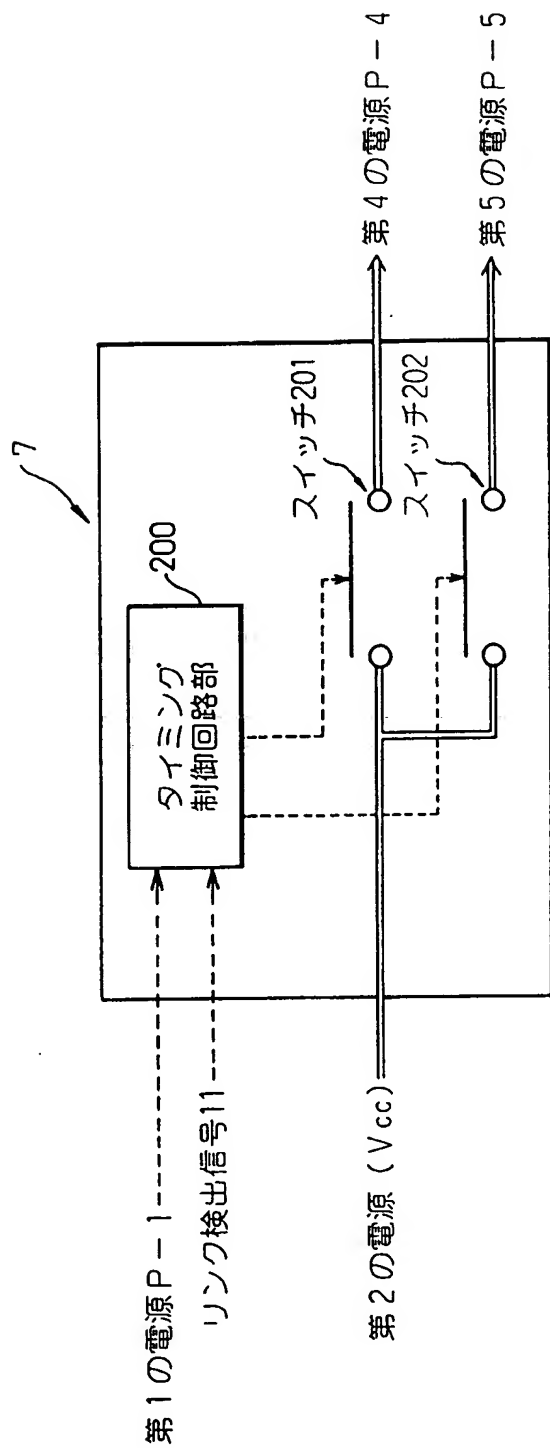 7
200
タイミング
制御回路部
第1の電源P-1
リンク検出信号11
スイッチ201
第4の電源P-4
第2の電源(Vcc)
スイッチ202
第5の電源P-5